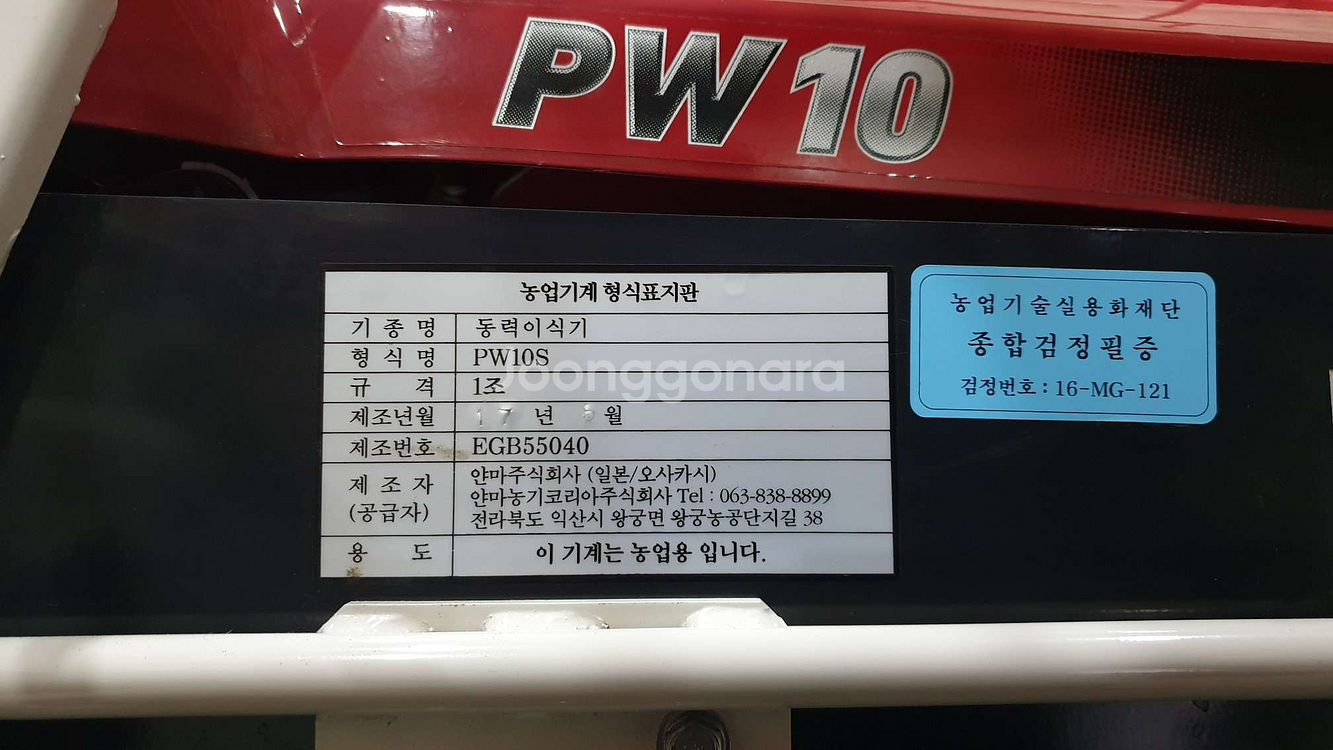 PW10
농업기계 형식표지판
기 종 명 동력이식기
형 식 명 PW10S
규 격 1조
제조년월 17 년 월
제조번호 EGB55040
제 조 자 얀마주식회사 (일본/오사카시)
얀마농기코리아주식회사 Tel : 063-838-8899
(공급자) 전라북도 익산시 왕궁면 왕궁농공단지길 38
용 도 이 기계는 농업용 입니다.
농업기술실용화재단
종합검정필증
검정번호 : 16-MG-121
Joonggonara